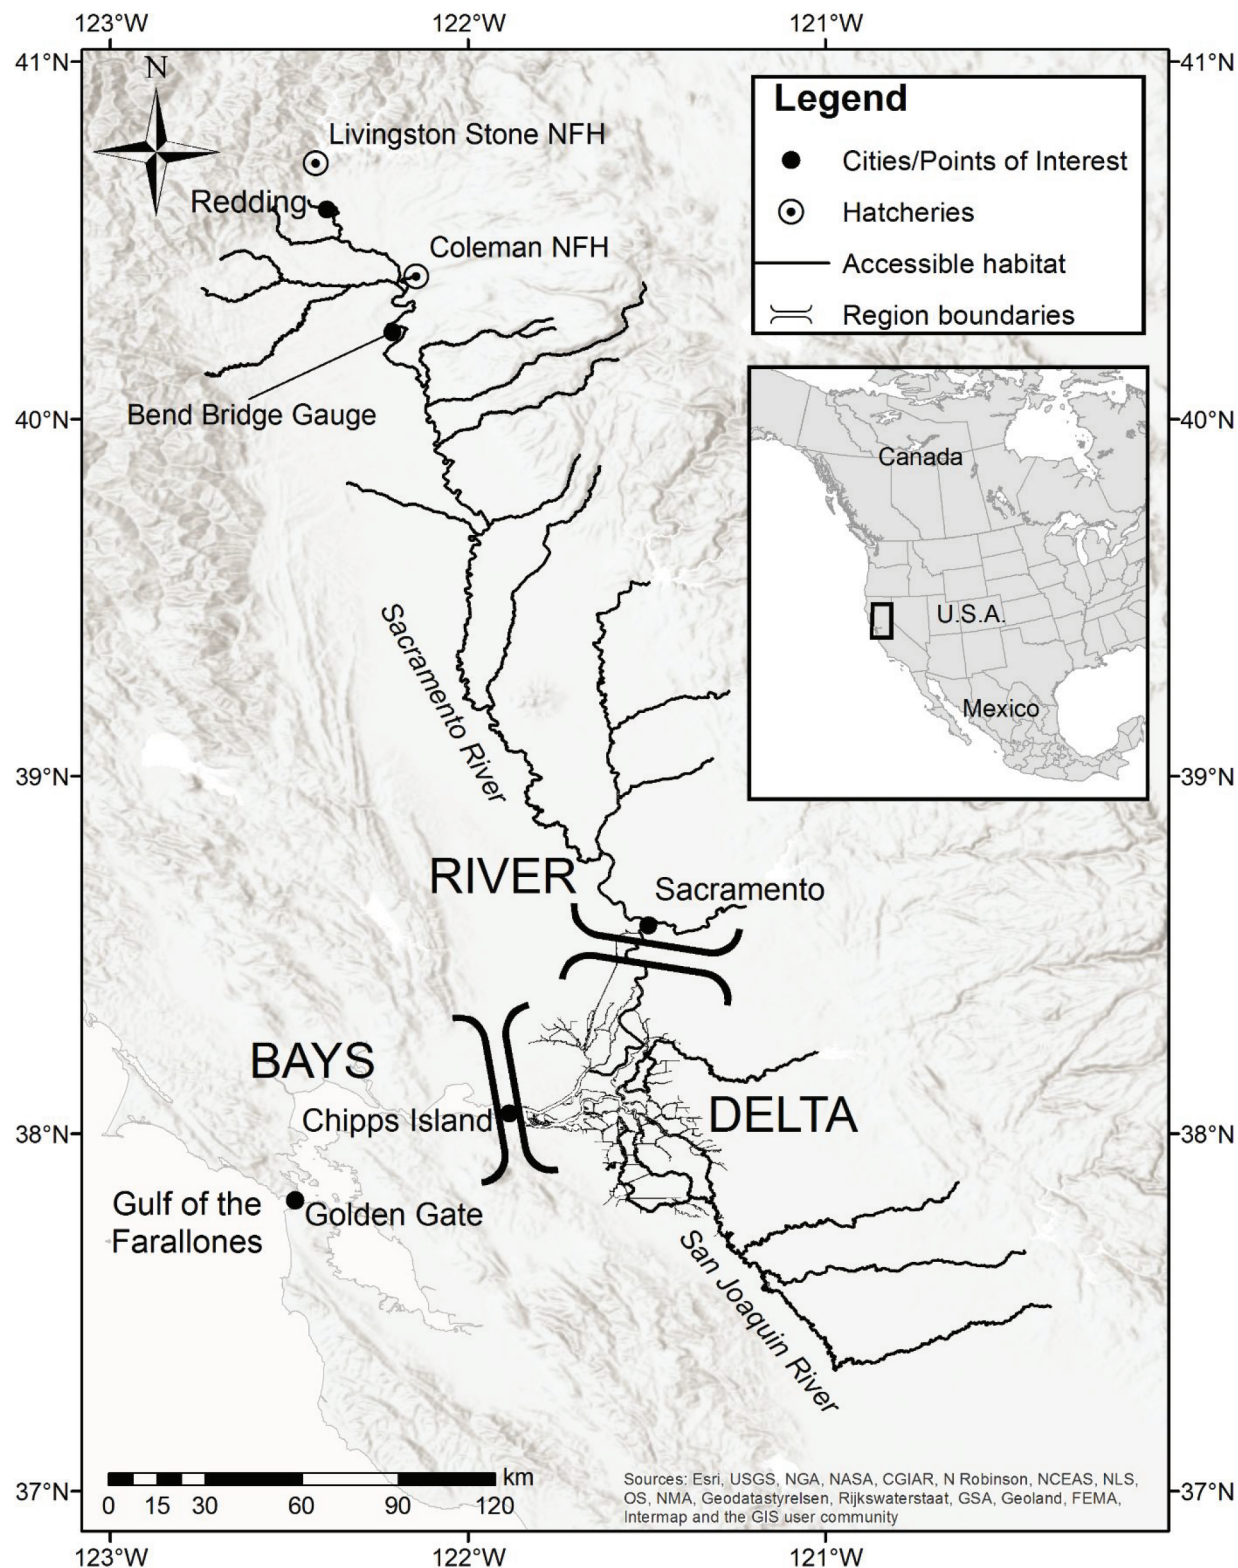 123°W 122°W 121°W
41°N 41°N
N
Legend
Cities/Points of Interest
Hatcheries
Accessible habitat
Region boundaries
Livingston Stone NFH
Redding
Coleman NFH
Bend Bridge Gauge
40°N 40°N
Canada
U.S.A.
Mexico
Sacramento River
39°N 39°N
RIVER
Sacramento
BAYS
Chipps Island
DELTA
38°N 38°N
Gulf of the
Farallones
Golden Gate
San Joaquin River
km
0 15 30 60 90 120
Sources: Esri, USGS, NGA, NASA, CGIAR, N Robinson, NCEAS, NLS,
OS, NMA, Geodatastyrelsen, Rijkswaterstaat, GSA, Geoland, FEMA,
Intermap and the GIS user community
37°N 37°N
123°W 122°W 121°W